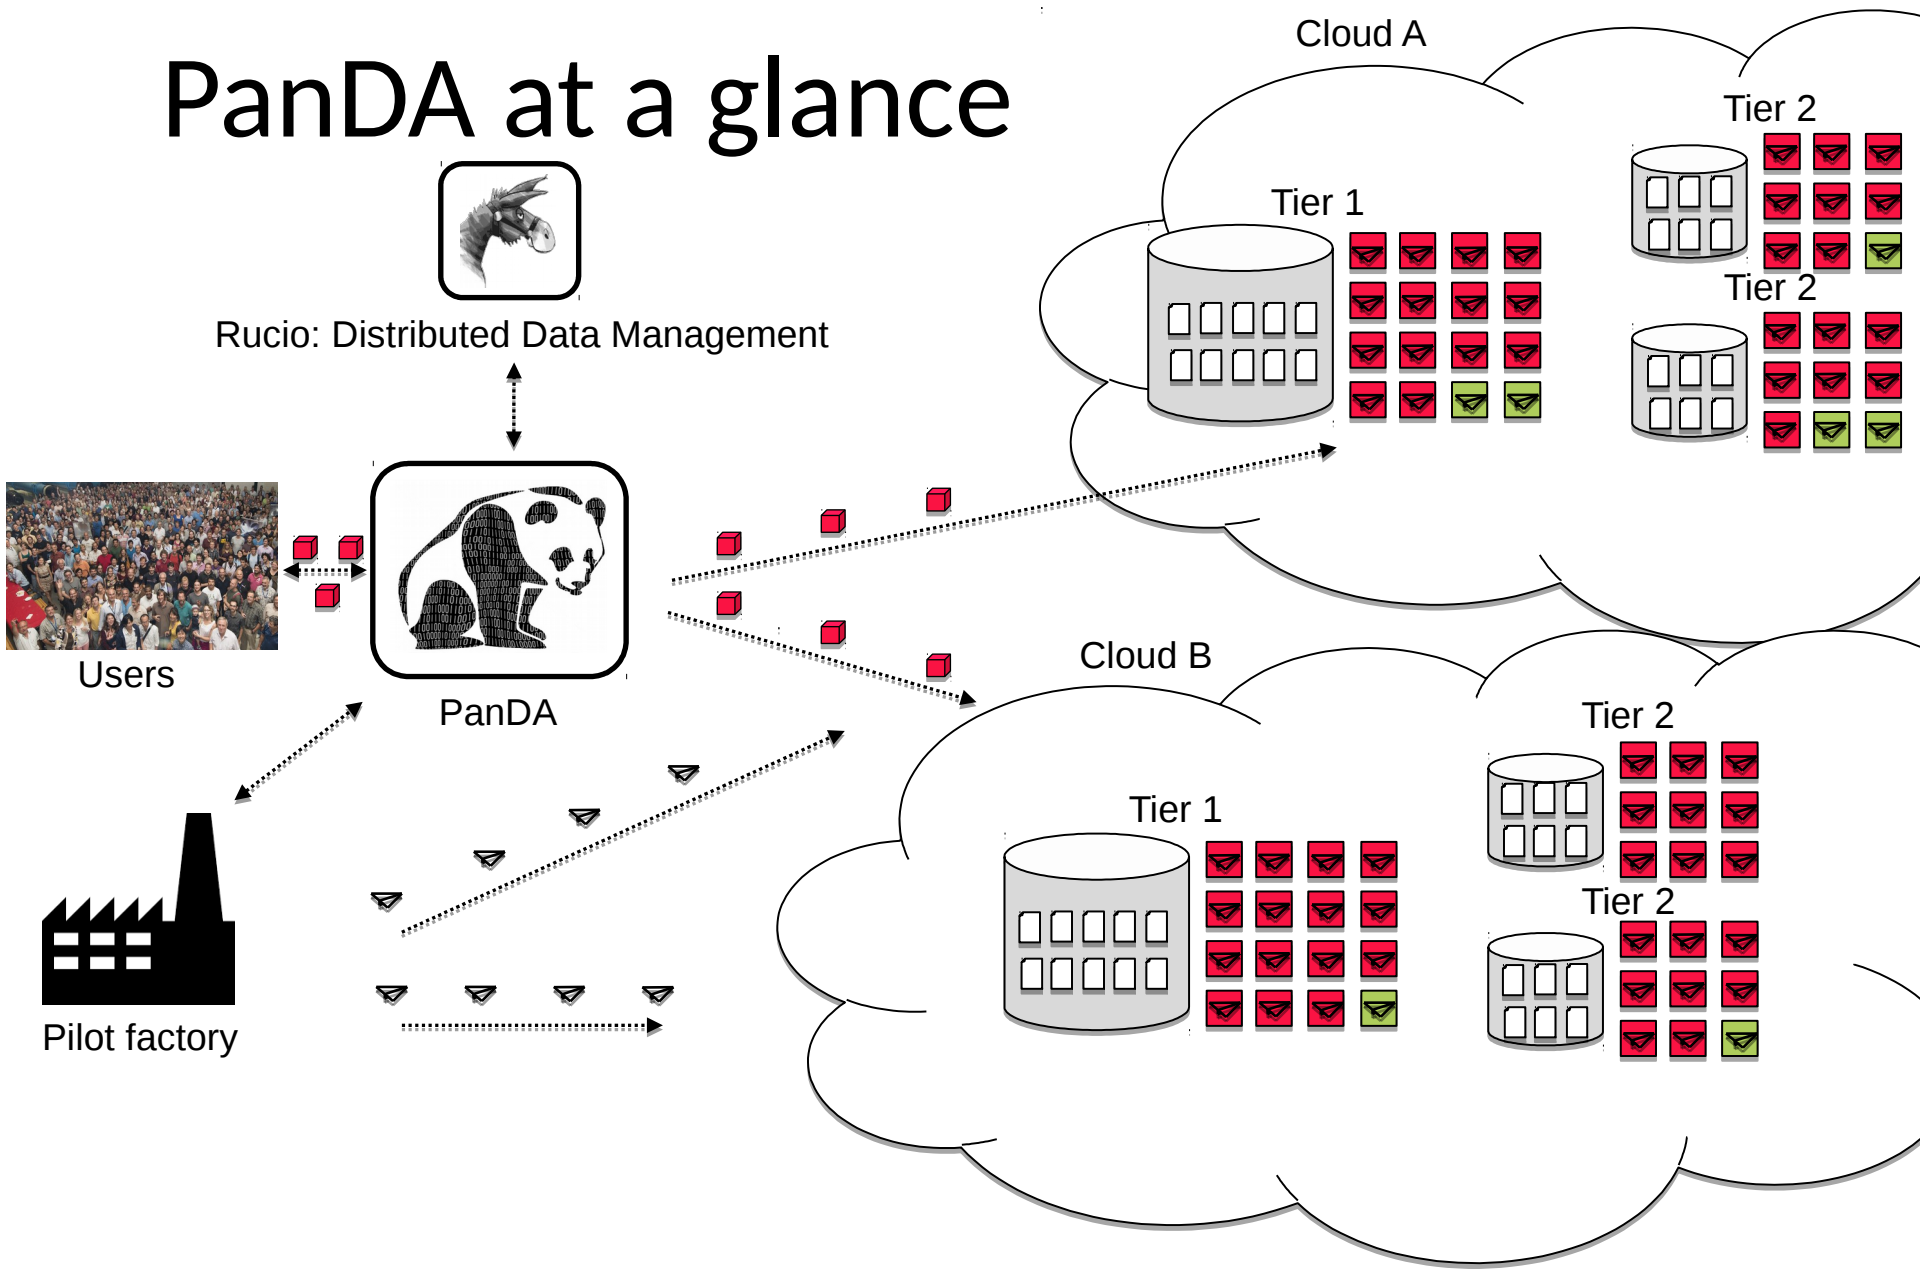 PanDA at a glance
Cloud A
Tier 2
Tier 1
Tier 2
Rucio: Distributed Data Management
Users
PanDA
Cloud B
Tier 2
Tier 1
Tier 2
Pilot factory